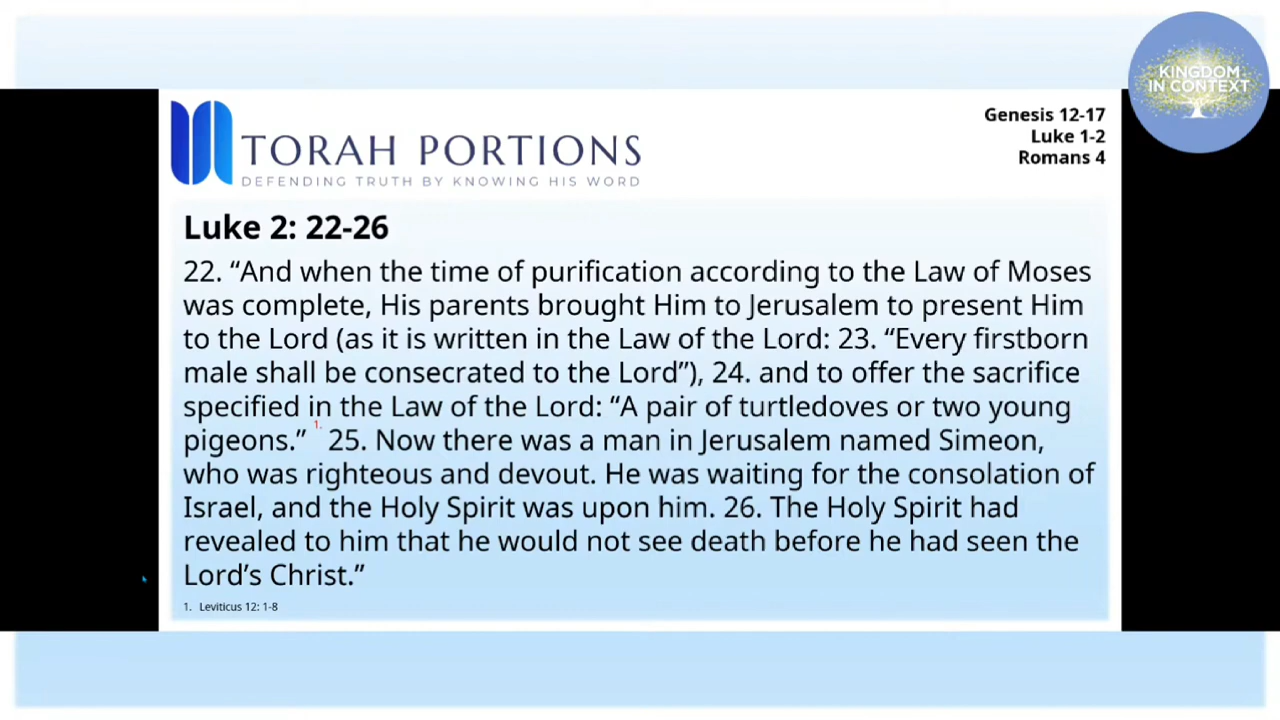 KINGDOM
IN CONTEXT
TORAH PORTIONS
DEFENDING TRUTH BY KNOWING HIS WORD
Genesis 12-17
Luke 1-2
Romans 4
Luke 2: 22-26
22. “And when the time of purification according to the Law of Moses
was complete, His parents brought Him to Jerusalem to present Him
to the Lord (as it is written in the Law of the Lord: 23. “Every firstborn
male shall be consecrated to the Lord”), 24. and to offer the sacrifice
specified in the Law of the Lord: “A pair of turtledoves or two young
pigeons.” 1. 25. Now there was a man in Jerusalem named Simeon,
who was righteous and devout. He was waiting for the consolation of
Israel, and the Holy Spirit was upon him. 26. The Holy Spirit had
revealed to him that he would not see death before he had seen the
Lord’s Christ.”
1. Leviticus 12: 1-8